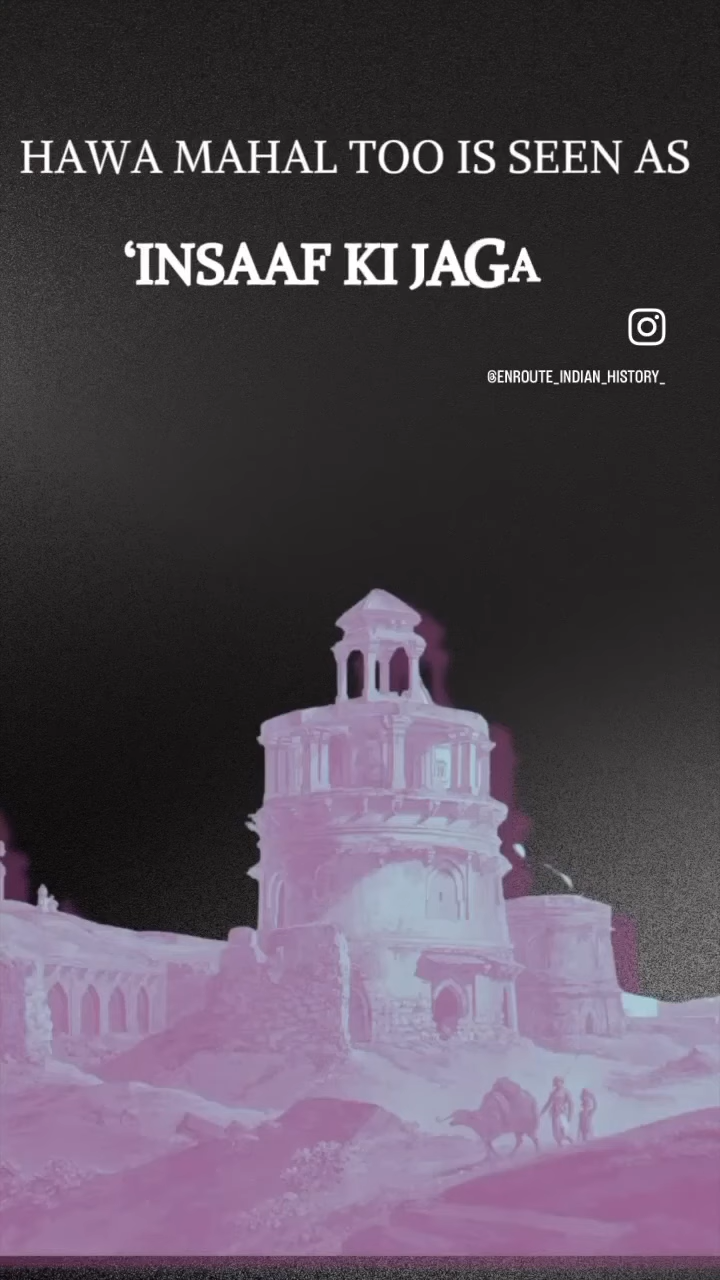 HAWA MAHAL TOO IS SEEN AS
‘INSAAF KI JAGA
@ENROUTE_INDIAN_HISTORY_